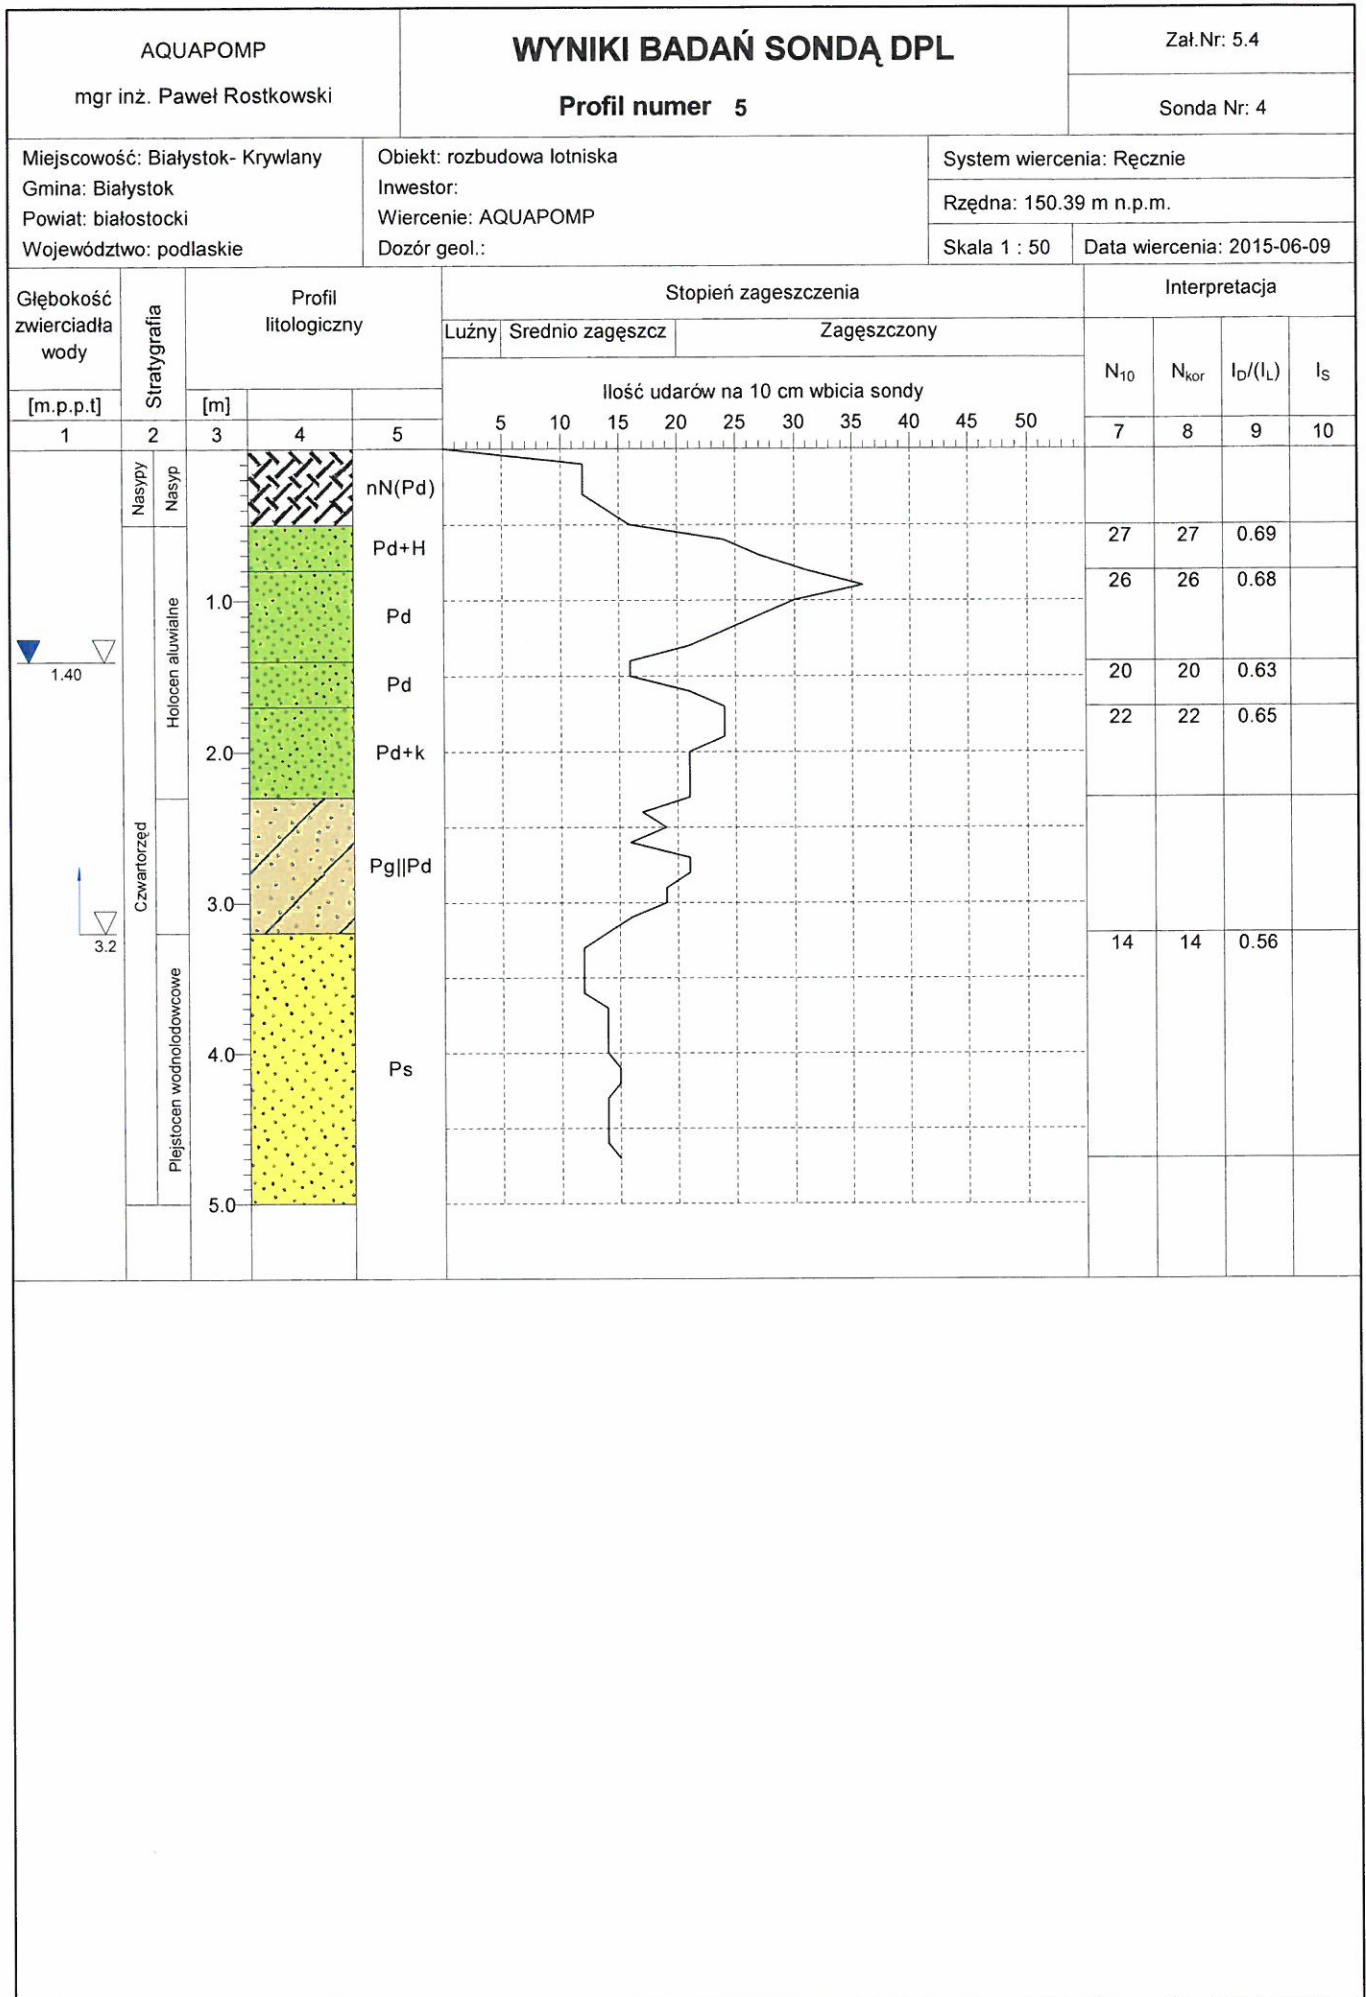 AQUAPOMP
mgr inż. Paweł Rostkowski
WYNIKI BADAŃ SONDĄ DPL
Profil numer 5
Zał.Nr: 5.4
Sonda Nr: 4
Miejscowość: Białystok- Krywlany
Gmina: Białystok
Powiat: białostocki
Województwo: podlaskie
Obiekt: rozbudowa lotniska
Inwestor:
Wiercenie: AQUAPOMP
Dozór geol.:
System wiercenia: Ręcznie
Rzędna: 150.39 m n.p.m.
Skala 1 : 50
Data wiercenia: 2015-06-09
Głębokość
zwierciadła
wody
[m.p.p.t]
Stratygrafia
Profil
litologiczny
[m]
Stopień zageszczenia
Luźny Srednio zagęszcz Zagęszczony
Ilość udarów na 10 cm wbicia sondy
5 10 15 20 25 30 35 40 45 50
Interpretacja
N10 Nkor ID/(IL) IS
1 2 3 4 5 7 8 9 10
Nasypy
Nasyp
nN(Pd)
Pd+H
27 27 0.69
26 26 0.68
1.0
Pd
Holocen aluwialne
1.40
Pd
20 20 0.63
22 22 0.65
2.0
Pd+k
Czwartorzęd
Pg||Pd
3.0
3.2
14 14 0.56
Plejstocen wodnolodowcowe
4.0
Ps
5.0